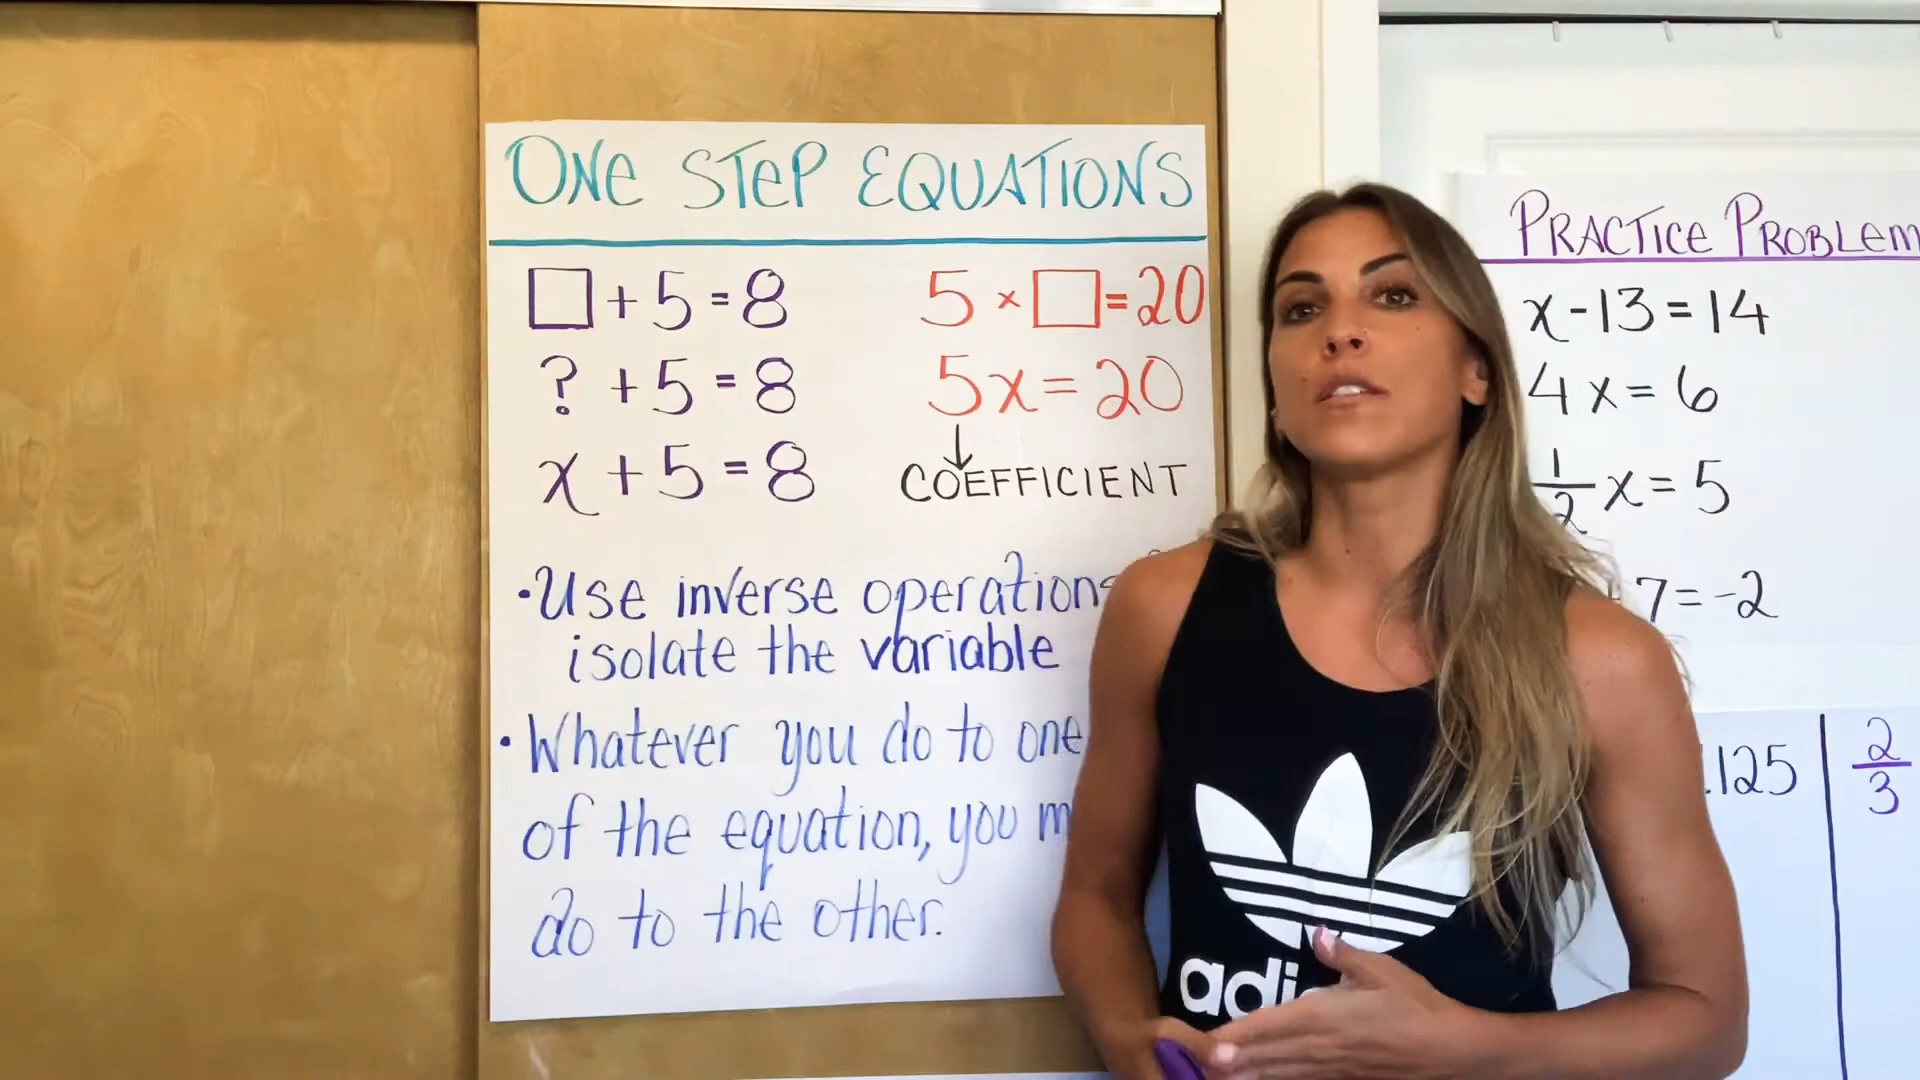 ONE STEP EQUATIONS
□ + 5 = 8
? + 5 = 8
x + 5 = 8
5 × □ = 20
5x = 20
↓
COEFFICIENT
• Use inverse operations
isolate the variable
• Whatever you do to one
of the equation, you
do to the other.
PRACTICE PROBLEM
x - 13 = 14
4x = 6
1/2 x = 5
7 = -2
.125
2/3
adi